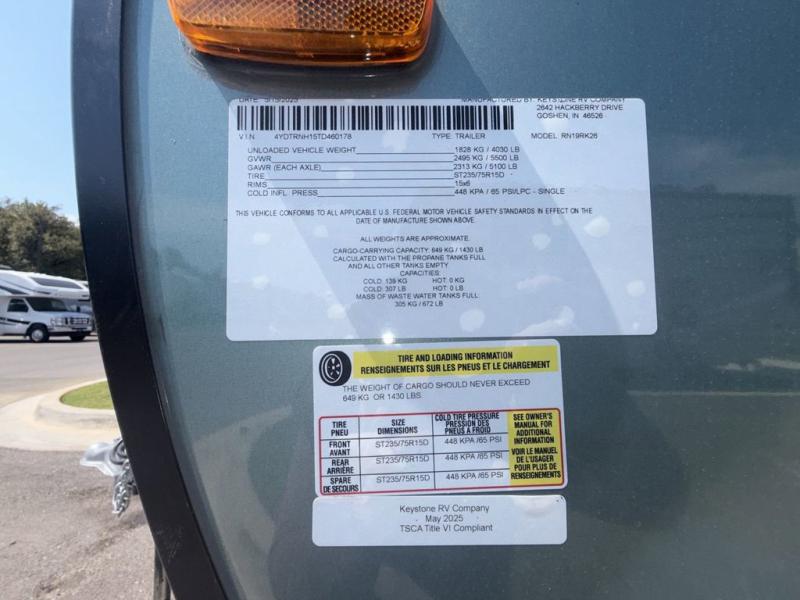 DATE: 5/15/2025 MANUFACTURED BY: KEYSTONE RV COMPANY
2642 HACKBERRY DRIVE
GOSHEN, IN 46526
V.I.N. 4YDTRNH15TD460178 TYPE: TRAILER MODEL: RN19RK26
UNLOADED VEHICLE WEIGHT 1828 KG / 4030 LB
GVWR 2495 KG / 5500 LB
GAWR (EACH AXLE) 2313 KG / 5100 LB
TIRE ST235/75R15D
RIMS 15x6
COLD INFL. PRESS 448 KPA / 65 PSI/LPC - SINGLE
THIS VEHICLE CONFORMS TO ALL APPLICABLE U.S. FEDERAL MOTOR VEHICLE SAFETY STANDARDS IN EFFECT ON THE
DATE OF MANUFACTURE SHOWN ABOVE.
ALL WEIGHTS ARE APPROXIMATE.
CARGO-CARRYING CAPACITY: 649 KG / 1430 LB
CALCULATED WITH THE PROPANE TANKS FULL
AND ALL OTHER TANKS EMPTY
CAPACITIES:
COLD: 139 KG HOT: 0 KG
COLD: 307 LB HOT: 0 LB
MASS OF WASTE WATER TANKS FULL:
305 KG / 672 LB
TIRE AND LOADING INFORMATION
RENSEIGNEMENTS SUR LES PNEUS ET LE CHARGEMENT
THE WEIGHT OF CARGO SHOULD NEVER EXCEED
649 KG OR 1430 LBS.
TIRE
PNEU
SIZE
DIMENSIONS
COLD TIRE PRESSURE
PRESSION DES
PNEUS A FROID
FRONT
AVANT
ST235/75R15D
448 KPA /65 PSI
REAR
ARRIÈRE
ST235/75R15D
448 KPA /65 PSI
SPARE
DE SECOURS
ST235/75R15D
448 KPA /65 PSI
SEE OWNER'S
MANUAL FOR
ADDITIONAL
INFORMATION
VOIR LE MANUEL
DE L'USAGER
POUR PLUS DE
RENSEIGNEMENTS
Keystone RV Company
May 2025
TSCA Title VI Compliant